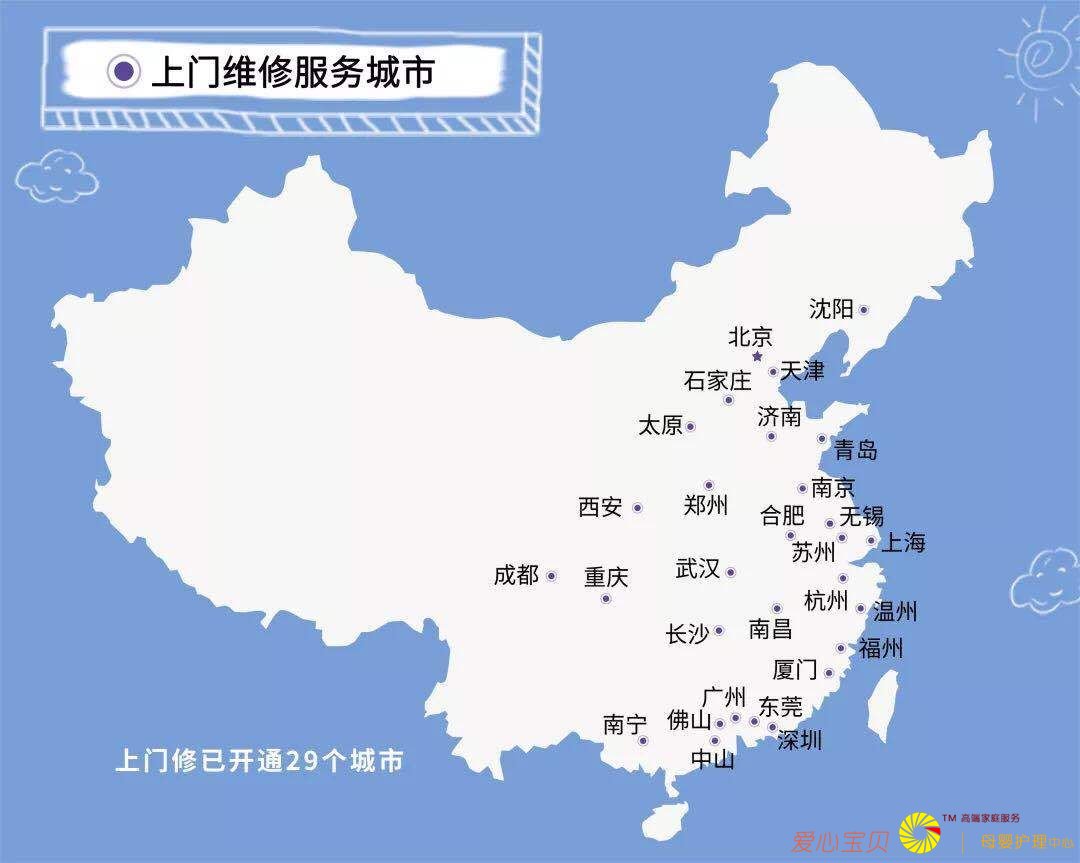 上门维修服务城市
沈阳
北京
天津
石家庄
济南
太原
青岛
南京
西安
郑州
合肥
无锡
苏州
上海
成都
重庆
武汉
杭州
温州
长沙
南昌
福州
厦门
广州
东莞
佛山
南宁
深圳
中山
上门修已开通29个城市
TM 高端家庭服务
爱心宝贝
母婴护理中心